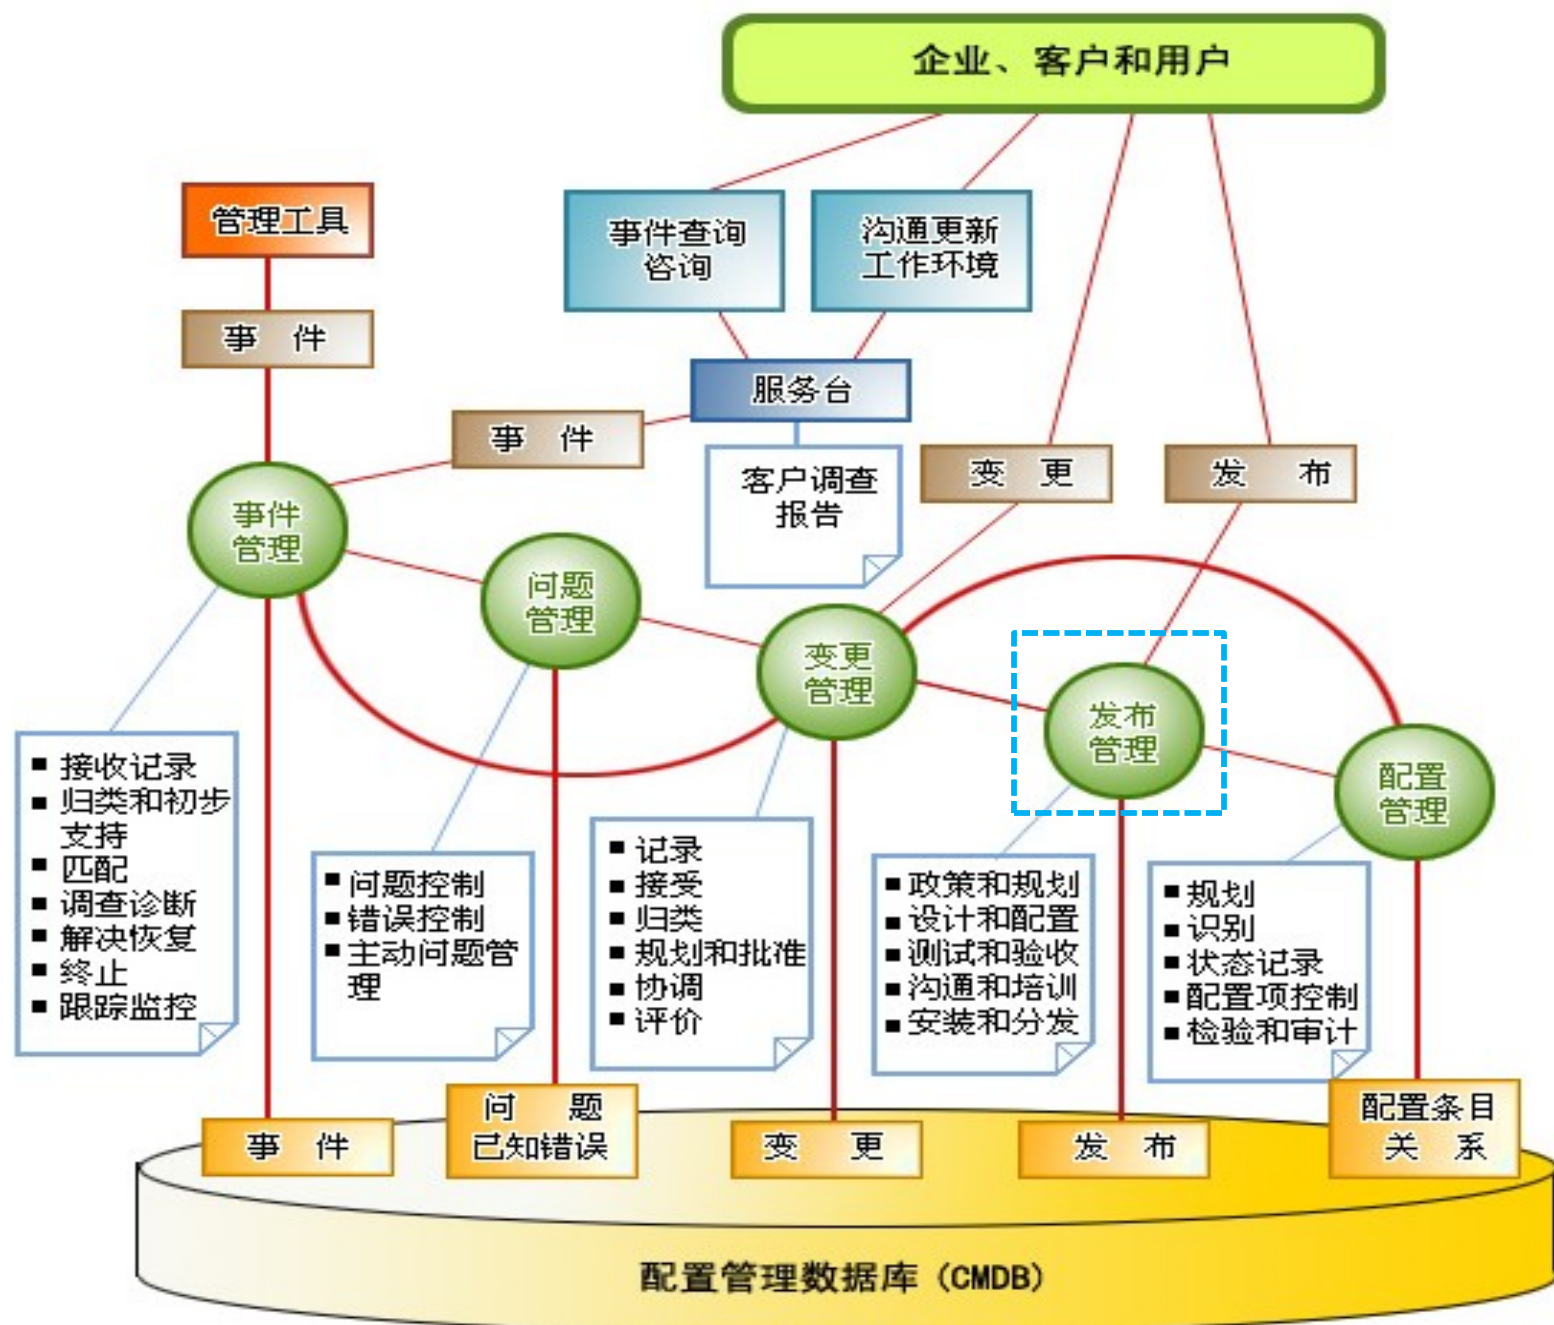 企业、客户和用户
管理工具
事件查询
咨询
沟通更新
工作环境
事 件
服务台
事 件
客户调查
报告
变 更
发 布
事件
管理
问题
管理
变更
管理
发布
管理
配置
管理
■ 接收记录
■ 归类和初步
支持
■ 匹配
■ 调查诊断
■ 解决恢复
■ 终止
■ 跟踪监控
■ 问题控制
■ 错误控制
■ 主动问题管
理
■ 记录
■ 接受
■ 归类
■ 规划和批准
■ 协调
■ 评价
■ 政策和规划
■ 设计和配置
■ 测试和验收
■ 沟通和培训
■ 安装和分发
■ 规划
■ 识别
■ 状态记录
■ 配置项控制
■ 检验和审计
事 件
问 题
已知错误
变 更
发 布
配置条目
关 系
配置管理数据库（CMDB）